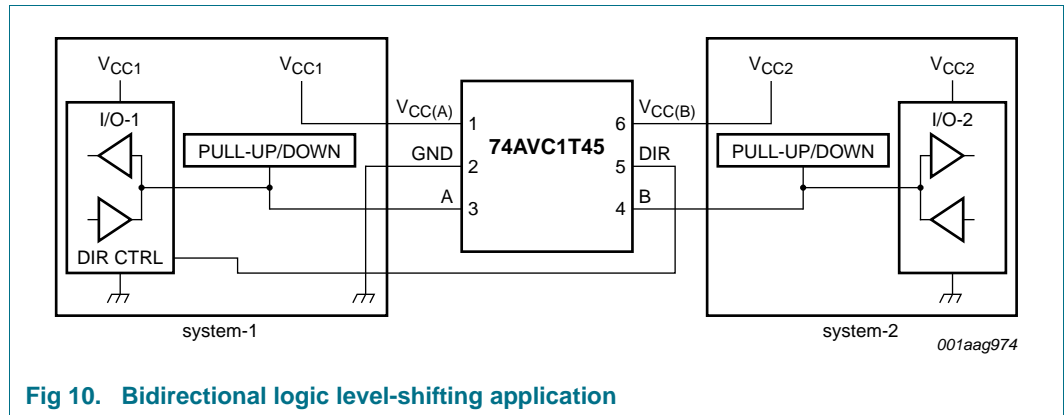 VCC1
VCC1
VCC2
VCC2
I/O-1
I/O-2
VCC(A)
VCC(B)
1
6
74AVC1T45
PULL-UP/DOWN
PULL-UP/DOWN
GND
DIR
2
5
A
B
3
4
DIR CTRL
system-1
system-2
001aag974
Fig 10. Bidirectional logic level-shifting application